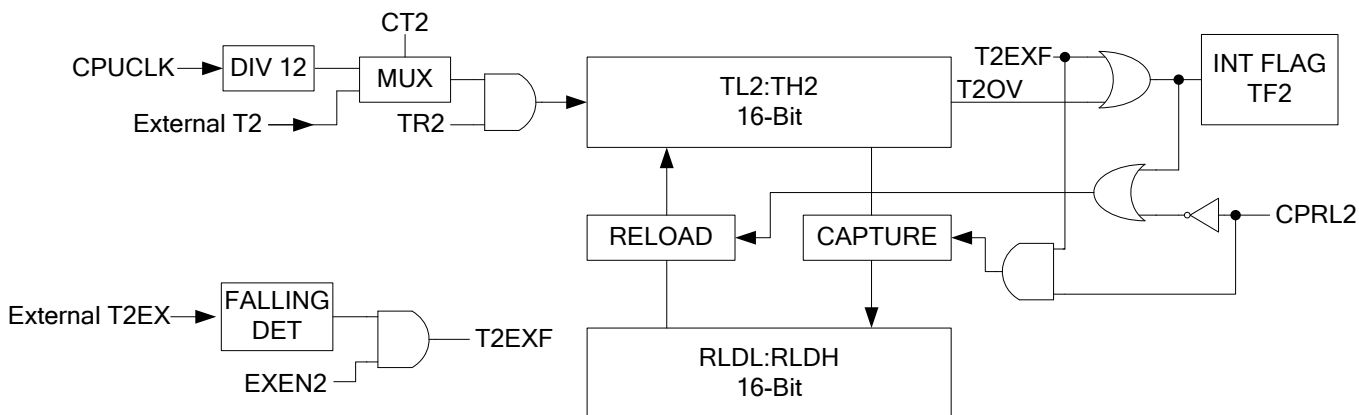 CT2
CPUCLK
DIV 12
MUX
External T2
TR2
TL2:TH2
16-Bit
T2EXF
T2OV
INT FLAG
TF2
RELOAD
CAPTURE
CPRL2
External T2EX
FALLING
DET
EXEN2
T2EXF
RLDL:RLDH
16-Bit